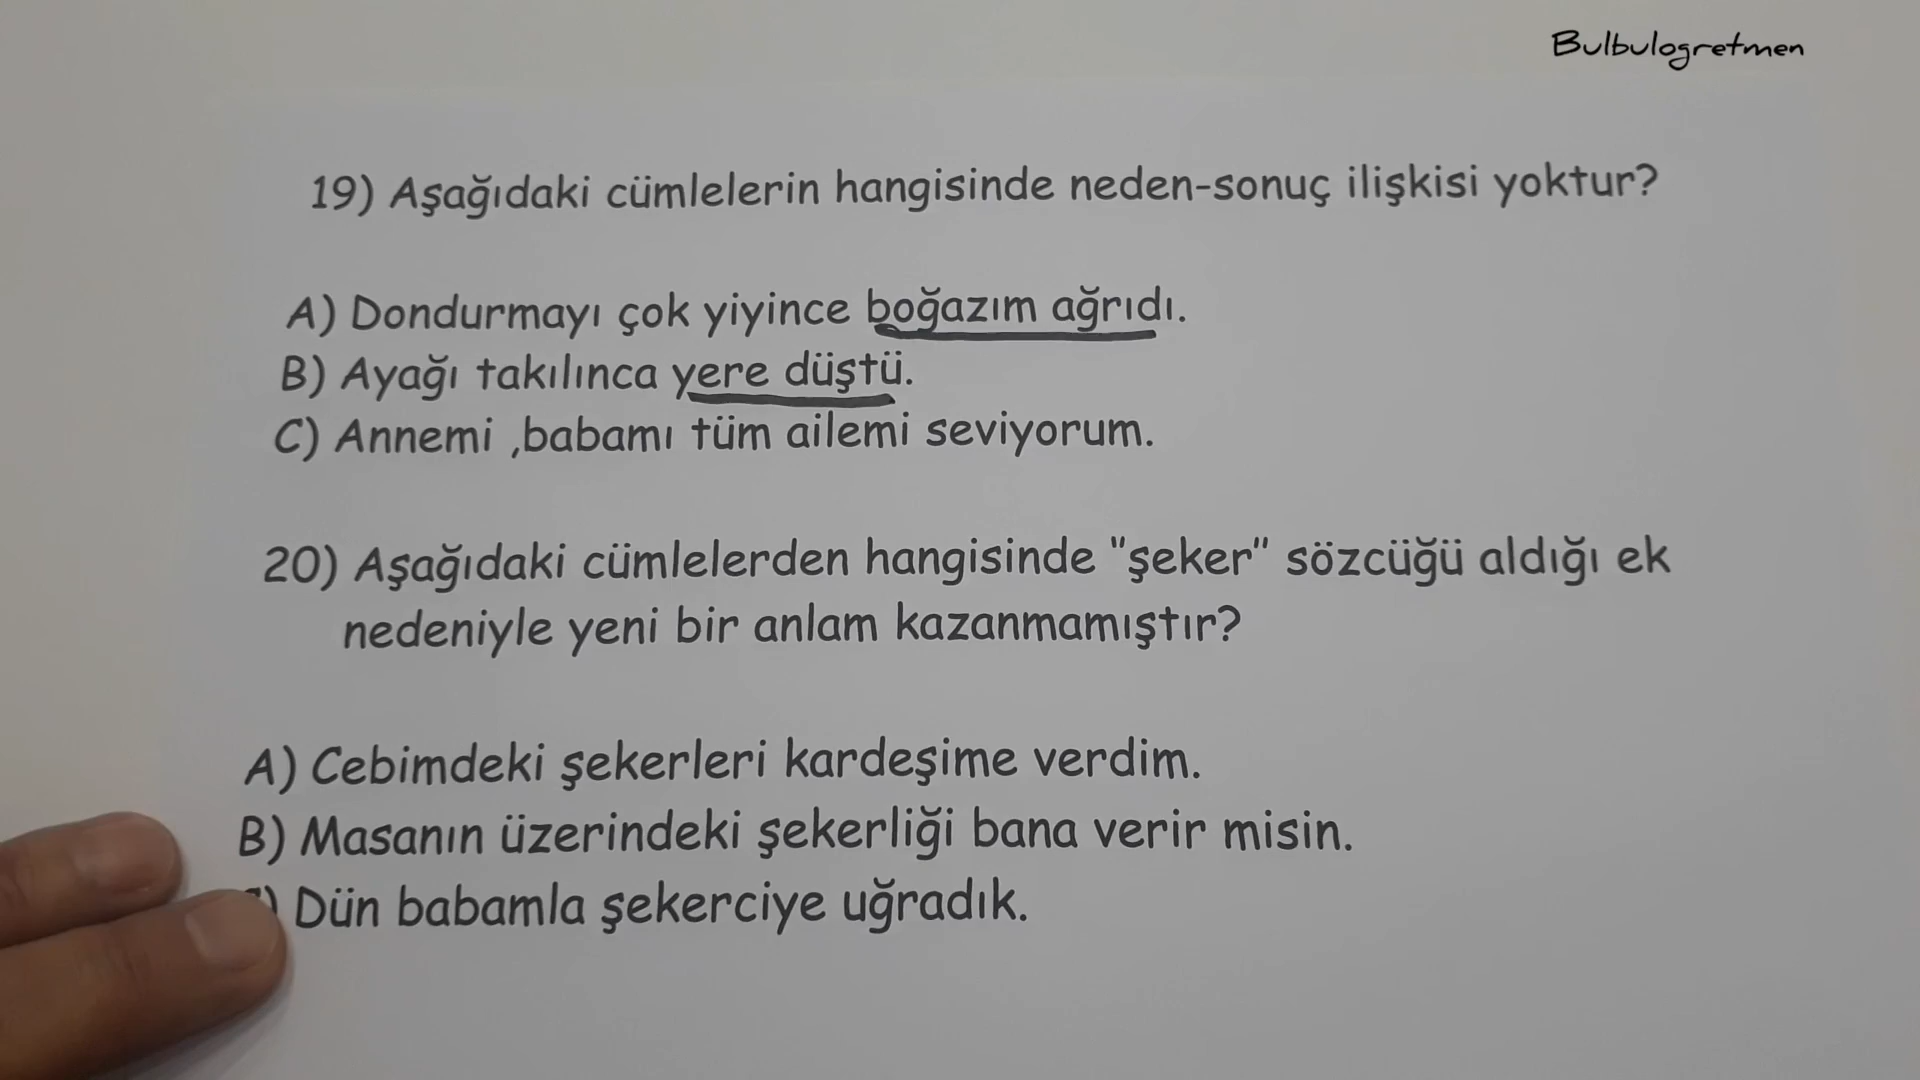 Bulbulogretmen
19) Aşağıdaki cümlelerin hangisinde neden-sonuç ilişkisi yoktur?
A) Dondurmayı çok yiyince boğazım ağrıdı.
B) Ayağı takılınca yere düştü.
C) Annemi ,babamı tüm ailemi seviyorum.
20) Aşağıdaki cümlelerden hangisinde "şeker" sözcüğü aldığı ek
nedeniyle yeni bir anlam kazanmamıştır?
A) Cebimdeki şekerleri kardeşime verdim.
B) Masanın üzerindeki şekerliği bana verir misin.
) Dün babamla şekerciye uğradık.